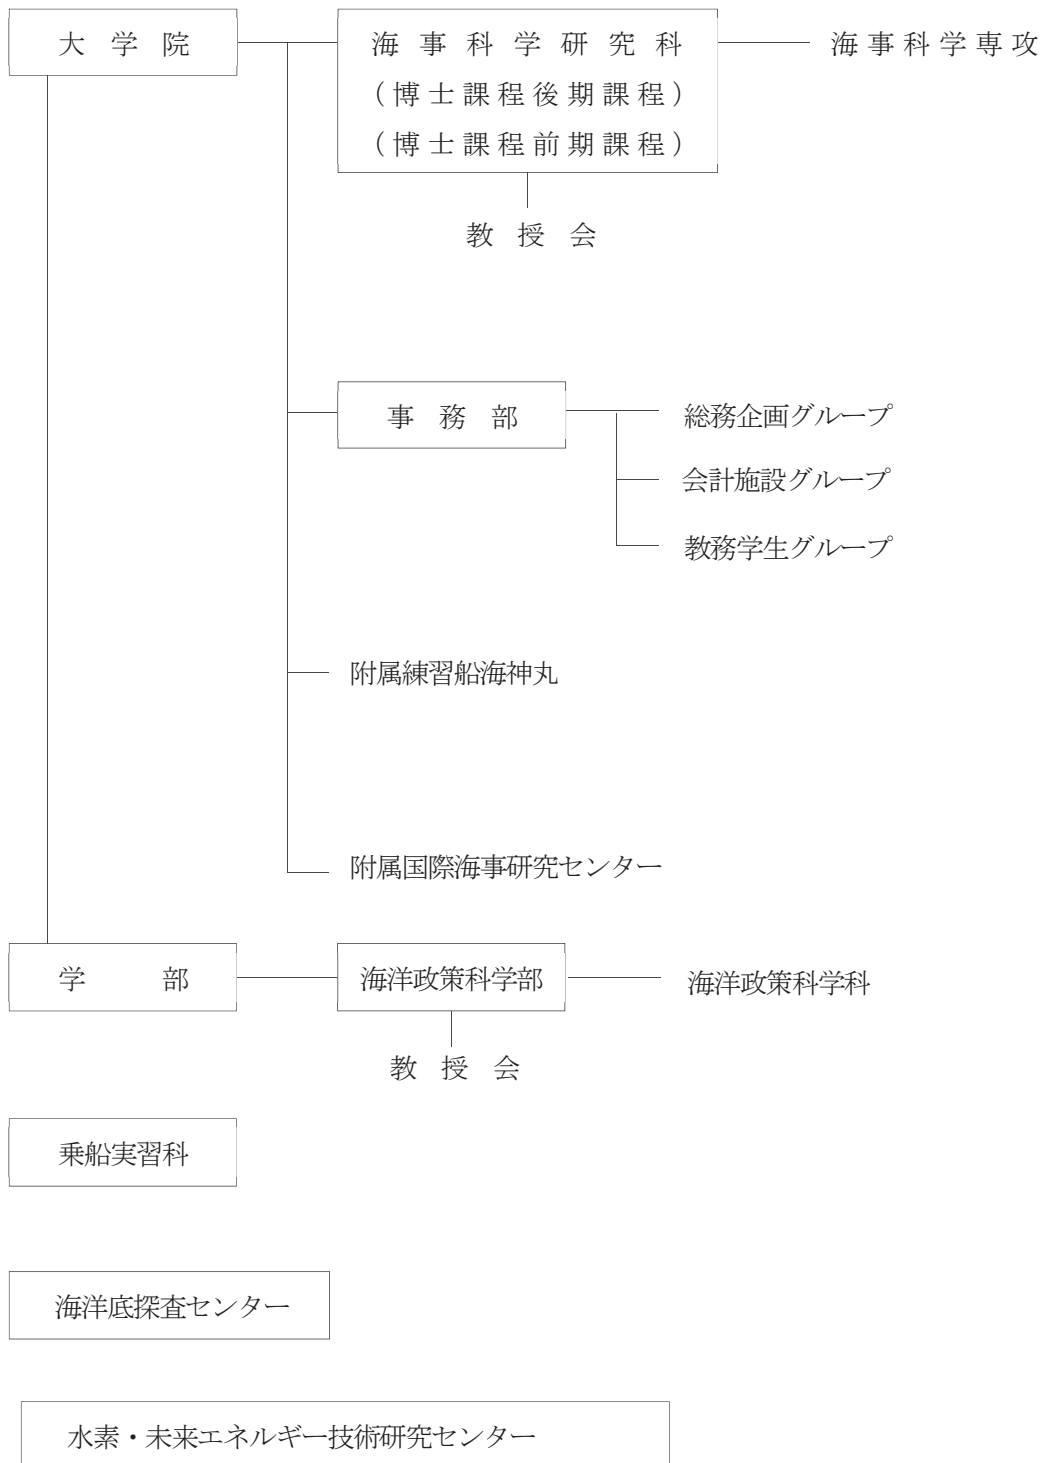 大学院
海事科学研究科
海事科学専攻
（博士課程後期課程）
（博士課程前期課程）
教授会
事務部
総務企画グループ
会計施設グループ
教務学生グループ
附属練習船海神丸
附属国際海事研究センター
学部
海洋政策科学部
海洋政策科学科
教授会
乗船実習科
海洋底探査センター
水素・未来エネルギー技術研究センター